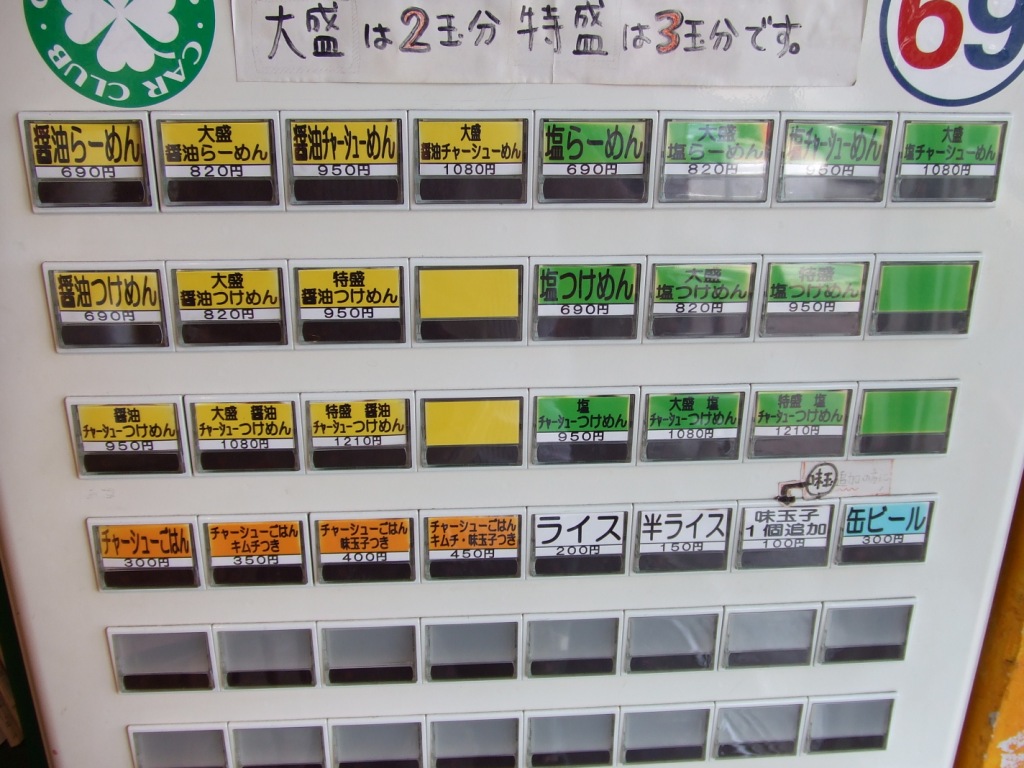 大盛は2玉分 特盛は3玉分です。
CAR CLUB
69
醤油らーめん
690円
大盛
醤油らーめん
820円
醤油チャーシューめん
950円
大盛
醤油チャーシューめん
1080円
塩らーめん
690円
大盛
塩らーめん
820円
塩チャーシューめん
950円
大盛
塩チャーシューめん
1080円
醤油つけめん
690円
大盛
醤油つけめん
820円
特盛
醤油つけめん
950円
塩つけめん
690円
大盛
塩つけめん
820円
特盛
塩つけめん
950円
醤油
チャーシューつけめん
950円
大盛 醤油
チャーシューつけめん
1080円
特盛 醤油
チャーシューつけめん
1210円
塩
チャーシューつけめん
950円
大盛 塩
チャーシューつけめん
1080円
特盛 塩
チャーシューつけめん
1210円
味玉
チャーシューごはん
300円
チャーシューごはん
キムチつき
350円
チャーシューごはん
味玉子つき
400円
チャーシューごはん
キムチ・味玉子つき
450円
ライス
200円
半ライス
150円
味玉子
1個追加
100円
缶ビール
300円